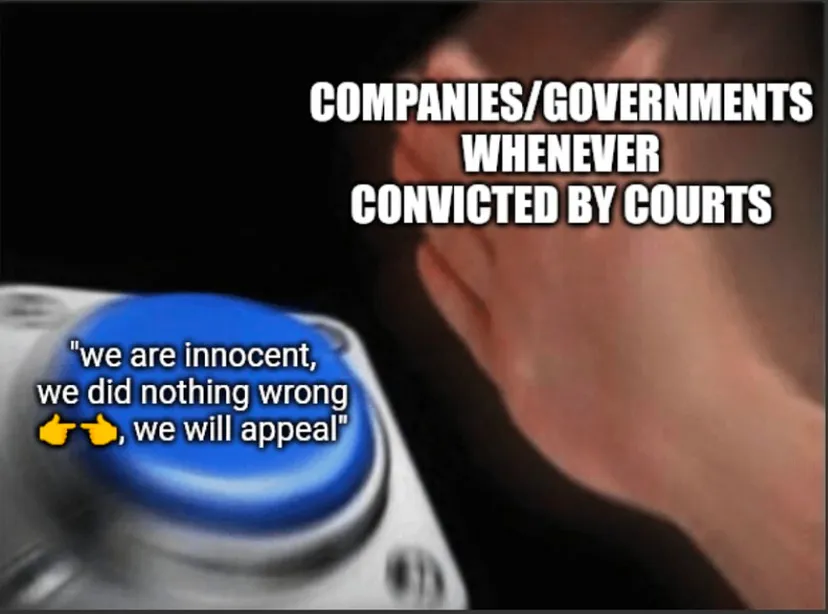 COMPANIES/GOVERNMENTS
WHENEVER
CONVICTED BY COURTS
"we are innocent,
we did nothing wrong
👉👈, we will appeal"